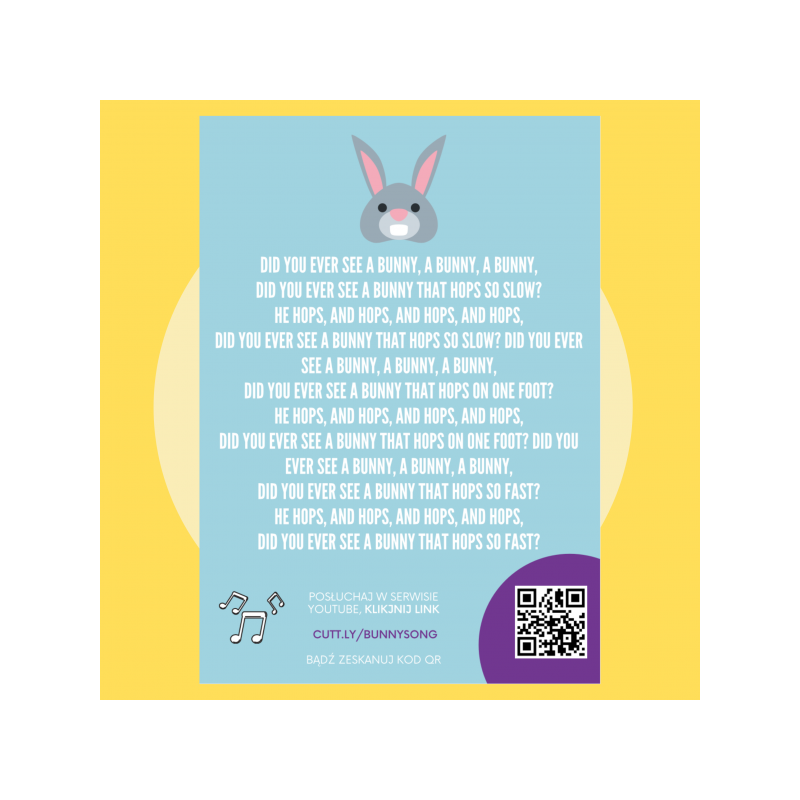 DID YOU EVER SEE A BUNNY, A BUNNY, A BUNNY,
DID YOU EVER SEE A BUNNY THAT HOPS SO SLOW?
HE HOPS, AND HOPS, AND HOPS, AND HOPS,
DID YOU EVER SEE A BUNNY THAT HOPS SO SLOW? DID YOU EVER
SEE A BUNNY, A BUNNY, A BUNNY,
DID YOU EVER SEE A BUNNY THAT HOPS ON ONE FOOT?
HE HOPS, AND HOPS, AND HOPS, AND HOPS,
DID YOU EVER SEE A BUNNY THAT HOPS ON ONE FOOT? DID YOU
EVER SEE A BUNNY, A BUNNY, A BUNNY,
DID YOU EVER SEE A BUNNY THAT HOPS SO FAST?
HE HOPS, AND HOPS, AND HOPS, AND HOPS,
DID YOU EVER SEE A BUNNY THAT HOPS SO FAST?
POSŁUCHAJ W SERWISIE
YOUTUBE, KLIKJNIJ LINK
CUTT.LY/BUNNYSONG
BĄDŹ ZESKANUJ KOD QR